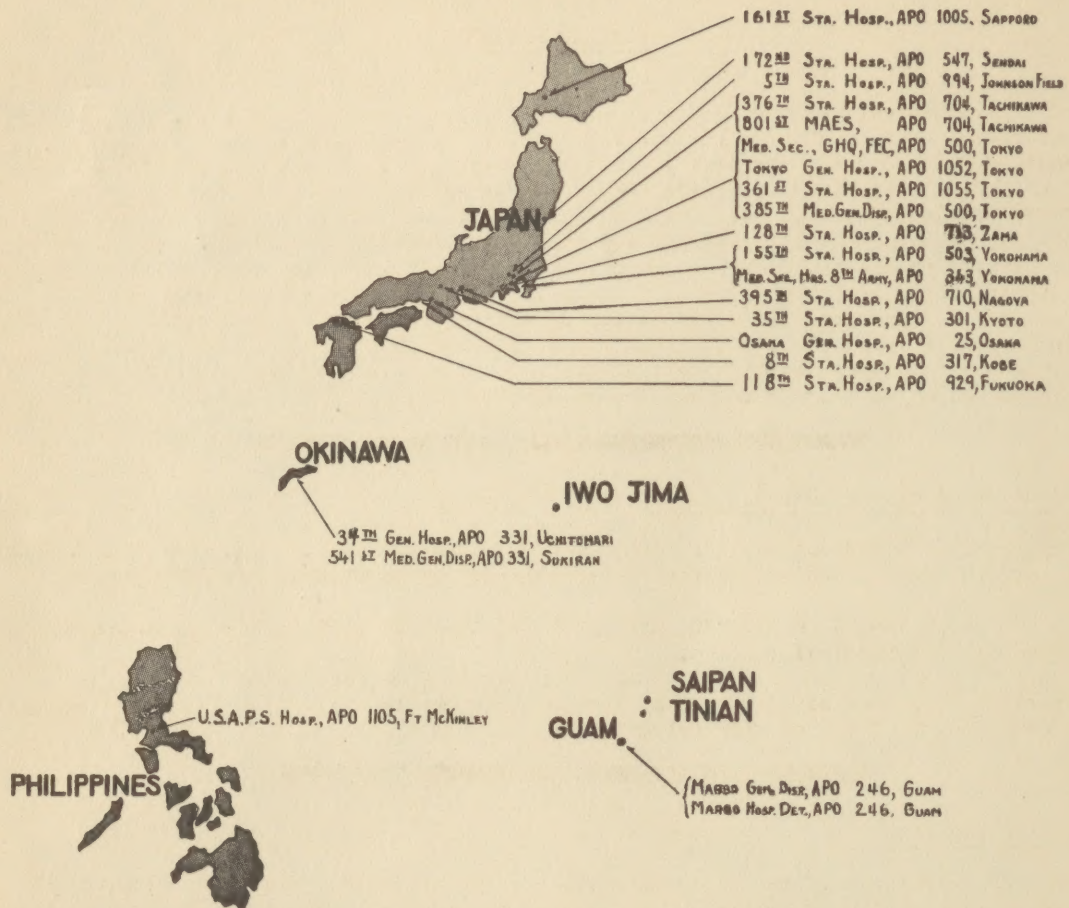 161ST STA. HOSP., APO 1005, SAPPORO
172ND STA. HOSP., APO 547, SENDAI
5TH STA. HOSP., APO 994, JOHNSON FIELD
376TH STA. HOSP., APO 704, TACHIKAWA
801ST MAES, APO 704, TACHIKAWA
MED. SEC., GHQ, FEC, APO 500, TOKYO
TOKYO GEN. HOSP., APO 1052, TOKYO
361ST STA. HOSP., APO 1055, TOKYO
385TH MED. GEN. DISP., APO 500, TOKYO
128TH STA. HOSP., APO 713, ZAMA
155TH STA. HOSP., APO 503, YOKOHAMA
MED. SEC., HQS. 8TH ARMY, APO 343, YOKOHAMA
395TH STA. HOSP., APO 710, NAGOYA
35TH STA. HOSP., APO 301, KYOTO
OSAKA GEN. HOSP., APO 25, OSAKA
8TH STA. HOSP., APO 317, KOBE
118TH STA. HOSP., APO 929, FUKUOKA
JAPAN
OKINAWA
IWO JIMA
34TH GEN. HOSP., APO 331, UCHITOMARI
541ST MED. GEN. DISP., APO 331, SUKIRAN
SAIPAN
TINIAN
GUAM
U.S.A.P.S. HOSP., APO 1105, FT MCKINLEY
PHILIPPINES
MARBO GEN. DISP., APO 246, GUAM
MARBO HOSP. DET., APO 246, GUAM